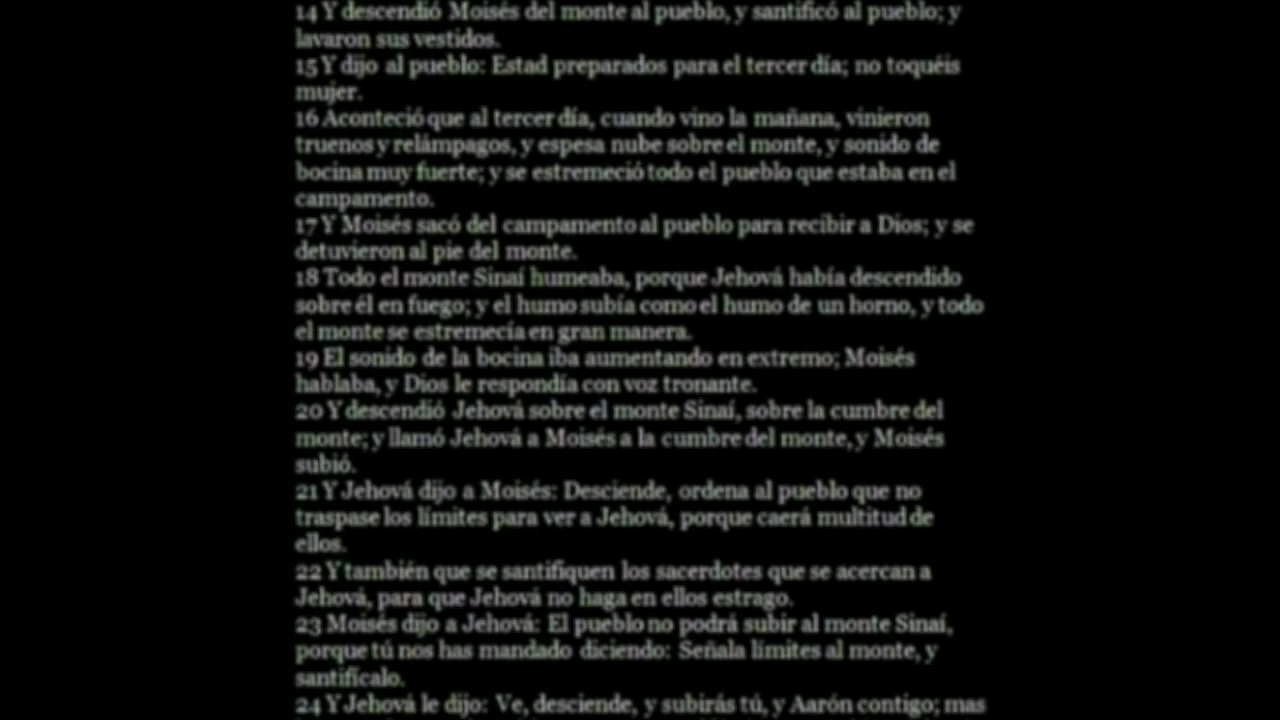 14 Y descendió Moisés del monte al pueblo, y santificó al pueblo; y
lavaron sus vestidos.
15 Y dijo al pueblo: Estad preparados para el tercer día; no toquéis
mujer.
16 Aconteció que al tercer día, cuando vino la mañana, vinieron
truenos y relámpagos, y espesa nube sobre el monte, y sonido de
bocina muy fuerte; y se estremeció todo el pueblo que estaba en el
campamento.
17 Y Moisés sacó del campamento al pueblo para recibir a Dios; y se
detuvieron al pie del monte.
18 Todo el monte Sinaí humeaba, porque Jehová había descendido
sobre él en fuego; y el humo subía como el humo de un horno, y todo
el monte se estremecía en gran manera.
19 El sonido de la bocina iba aumentando en extremo; Moisés
hablaba, y Dios le respondía con voz tronante.
20 Y descendió Jehová sobre el monte Sinaí, sobre la cumbre del
monte; y llamó Jehová a Moisés a la cumbre del monte, y Moisés
subió.
21 Y Jehová dijo a Moisés: Desciende, ordena al pueblo que no
traspase los límites para ver a Jehová, porque caerá multitud de
ellos.
22 Y también que se santifiquen los sacerdotes que se acercan a
Jehová, para que Jehová no haga en ellos estrago.
23 Moisés dijo a Jehová: El pueblo no podrá subir al monte Sinaí,
porque tú nos has mandado diciendo: Señala límites al monte, y
santifícalo.
24 Y Jehová le dijo: Ve, desciende, y subirás tú, y Aarón contigo; mas